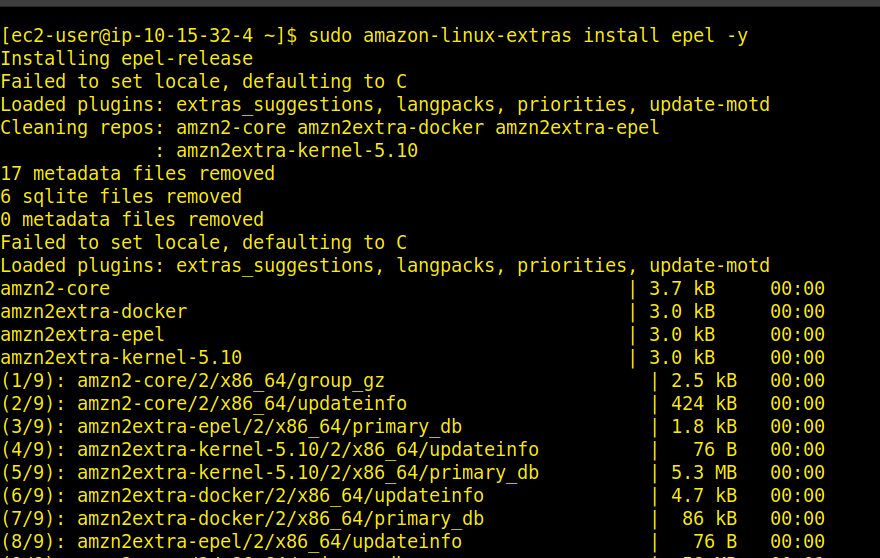 [ec2-user@ip-10-15-32-4 ~]$ sudo amazon-linux-extras install epel -y
Installing epel-release
Failed to set locale, defaulting to C
Loaded plugins: extras_suggestions, langpacks, priorities, update-motd
Cleaning repos: amzn2-core amzn2extra-docker amzn2extra-epel
              : amzn2extra-kernel-5.10
17 metadata files removed
6 sqlite files removed
0 metadata files removed
Failed to set locale, defaulting to C
Loaded plugins: extras_suggestions, langpacks, priorities, update-motd
amzn2-core                                               | 3.7 kB     00:00
amzn2extra-docker                                        | 3.0 kB     00:00
amzn2extra-epel                                          | 3.0 kB     00:00
amzn2extra-kernel-5.10                                   | 3.0 kB     00:00
(1/9): amzn2-core/2/x86_64/group_gz                        | 2.5 kB   00:00
(2/9): amzn2-core/2/x86_64/updateinfo                      | 424 kB   00:00
(3/9): amzn2extra-epel/2/x86_64/primary_db                 | 1.8 kB   00:00
(4/9): amzn2extra-kernel-5.10/2/x86_64/updateinfo          |   76 B   00:00
(5/9): amzn2extra-kernel-5.10/2/x86_64/primary_db          | 5.3 MB   00:00
(6/9): amzn2extra-docker/2/x86_64/updateinfo               | 4.7 kB   00:00
(7/9): amzn2extra-docker/2/x86_64/primary_db               |  86 kB   00:00
(8/9): amzn2extra-epel/2/x86_64/updateinfo                 |   76 B   00:00